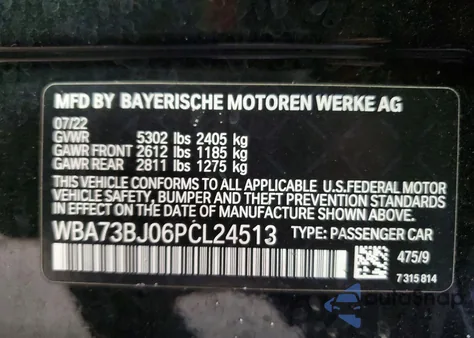 MFD BY BAYERISCHE MOTOREN WERKE AG
07/22
GVWR 5302 lbs 2405 kg
GAWR FRONT 2612 lbs 1185 kg
GAWR REAR 2811 lbs 1275 kg
THIS VEHICLE CONFORMS TO ALL APPLICABLE U.S.FEDERAL MOTOR
VEHICLE SAFETY, BUMPER AND THEFT PREVENTION STANDARDS
IN EFFECT ON THE DATE OF MANUFACTURE SHOWN ABOVE.
WBA73BJ06PCL24513 TYPE: PASSENGER CAR
475/9
7 315 814
autoSnap